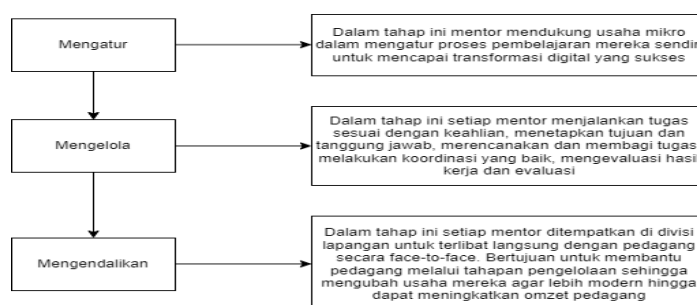 Mengatur
Dalam tahap ini mentor mendukung usaha mikro
dalam mengatur proses pembelajaran mereka sendir
untuk mencapai transformasi digital yang sukses
Mengelola
Dalam tahap ini setiap mentor menjalankan tugas
sesuai dengan keahlian, menetapkan tujuan dan
tanggung jawab, merencanakan dan membagi tugas
melakukan koordinasi yang baik, mengevaluasi hasil
kerja dan evaluasi
Mengendalikan
Dalam tahap ini setiap mentor ditempatkan di divisi
lapangan untuk terlibat langsung dengan pedagang
secara face-to-face. Bertujuan untuk membantu
pedagang melalui tahapan pengelolaan sehingga
mengubah usaha mereka agar lebih modern hingga
dapat meningkatkan omzet pedagang